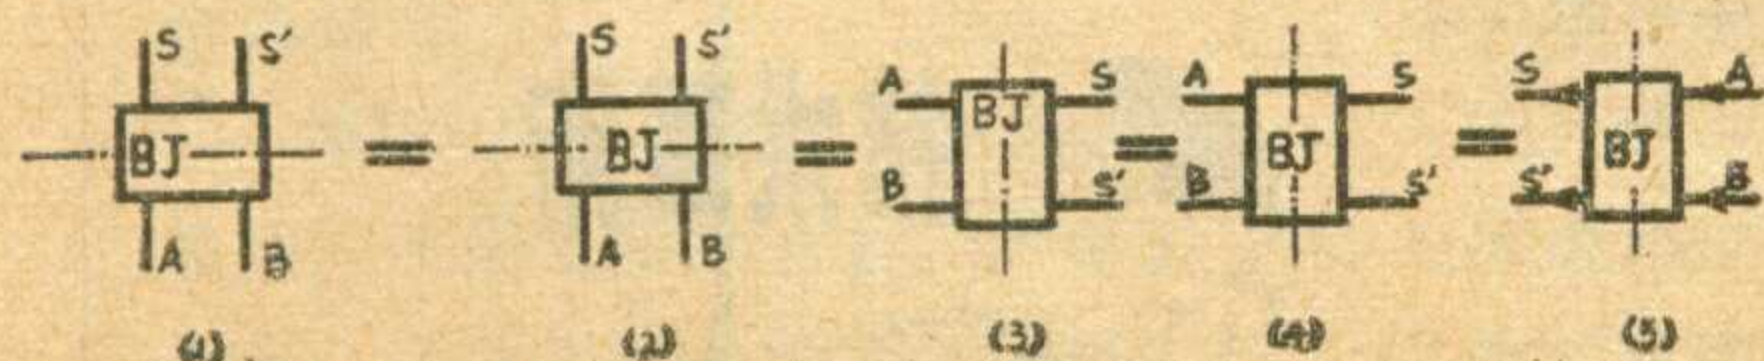 S S' S S' A S A S S A
BJ = BJ = BJ = BJ = BJ
A B A B B S' B S' S' B
(1) (2) (3) (4) (5)